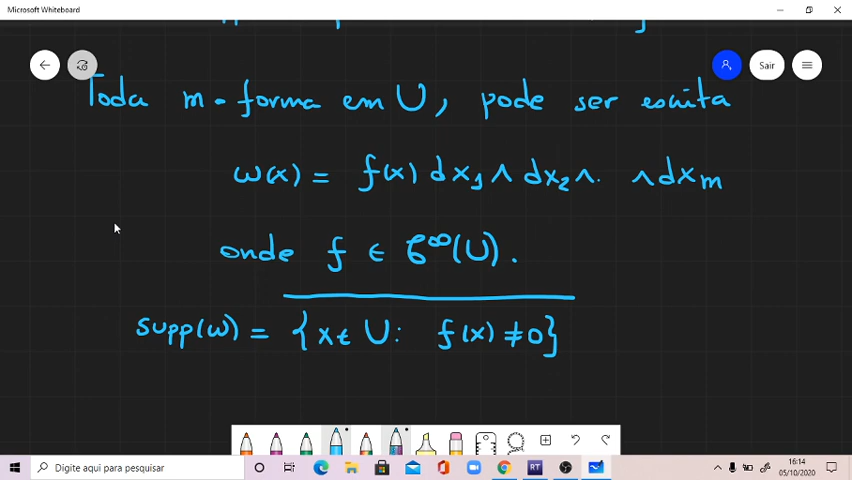 Microsoft Whiteboard
Sair
Toda m-forma em U, pode ser escrita
ω(x) = f(x) dx₁ ∧ dx₂ ∧. ∧ dxₘ
onde f ∈ C^∞(U).
supp(ω) = {x ∈ U: f(x) ≠ 0}
Digite aqui para pesquisar
RT
16:14
05/10/2020